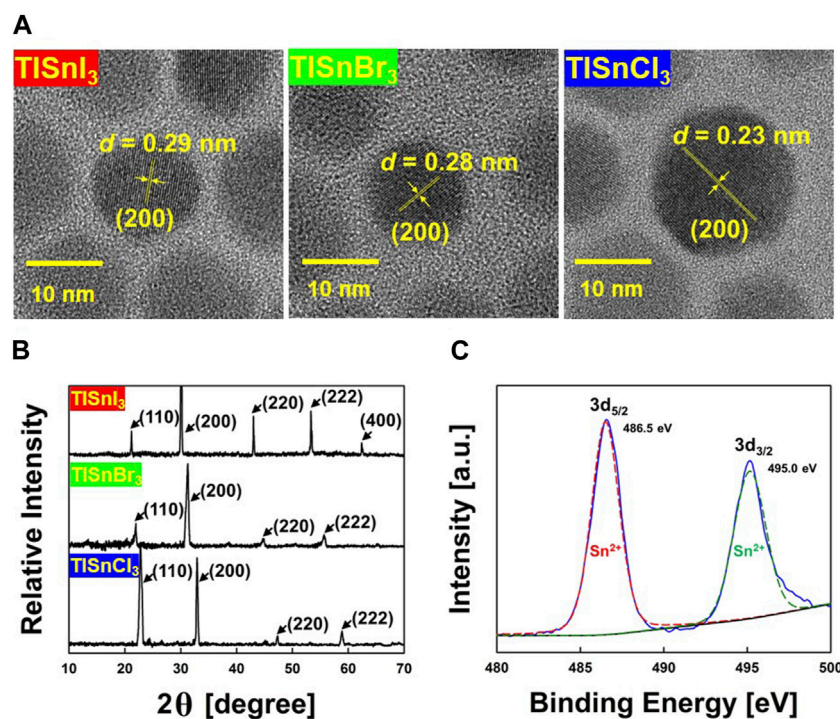 A
TlSnI₃
TlSnBr₃
TlSnCl₃
d = 0.29 nm
d = 0.28 nm
d = 0.23 nm
(200)
(200)
(200)
10 nm
10 nm
10 nm
B
Relative Intensity
TlSnI₃
(110)
(200)
(220)
(222)
(400)
TlSnBr₃
(110)
(200)
(220)
(222)
TlSnCl₃
(110)
(200)
(220)
(222)
10 20 30 40 50 60 70
2θ [degree]
C
Intensity [a.u.]
3d5/2
486.5 eV
3d3/2
495.0 eV
Sn²⁺
Sn²⁺
480 485 490 495 500
Binding Energy [eV]